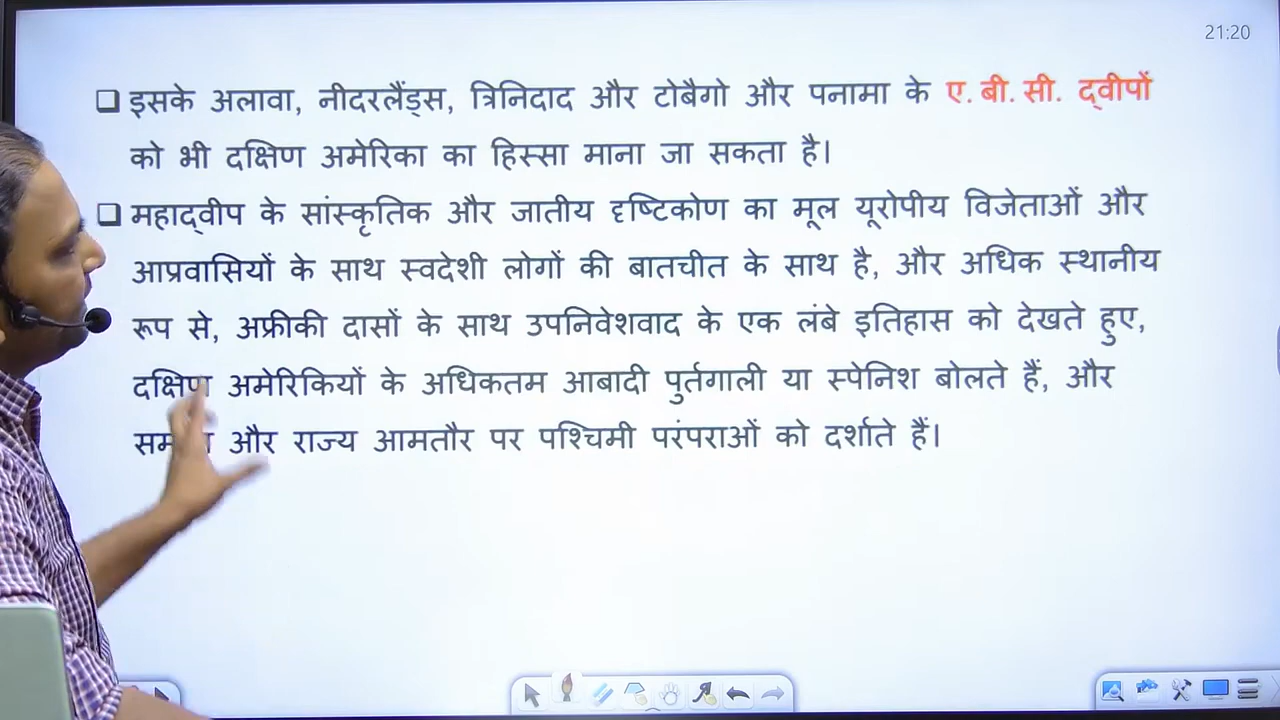 21:20
❑ इसके अलावा, नीदरलैंड्स, त्रिनिदाद और टोबैगो और पनामा के ए. बी. सी. द्वीपों
को भी दक्षिण अमेरिका का हिस्सा माना जा सकता है।
❑ महाद्वीप के सांस्कृतिक और जातीय दृष्टिकोण का मूल यूरोपीय विजेताओं और
आप्रवासियों के साथ स्वदेशी लोगों की बातचीत के साथ है, और अधिक स्थानीय
रूप से, अफ्रीकी दासों के साथ उपनिवेशवाद के एक लंबे इतिहास को देखते हुए,
दक्षिण अमेरिकियों के अधिकतम आबादी पुर्तगाली या स्पेनिश बोलते हैं, और
और राज्य आमतौर पर पश्चिमी परंपराओं को दर्शाते हैं।